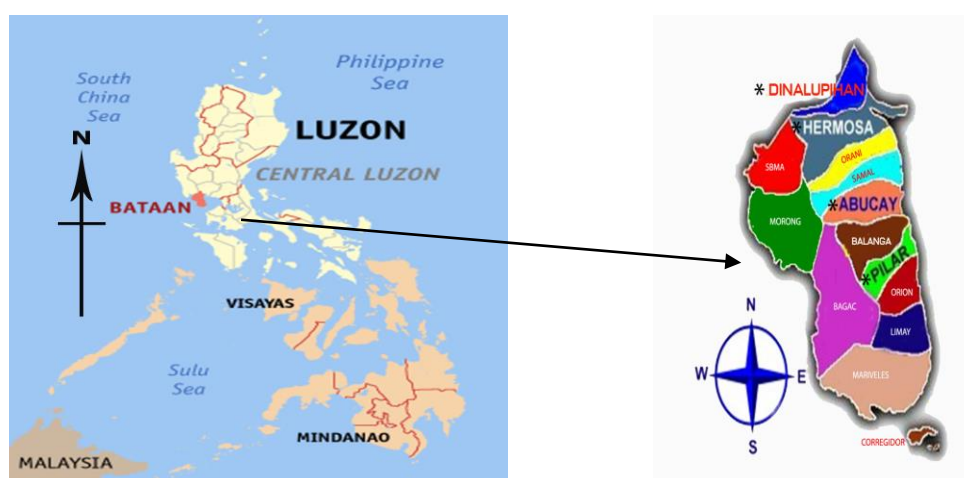 South
China
Sea
Philippine
Sea
N
LUZON
CENTRAL LUZON
BATAAN
VISAYAS
Sulu
Sea
MINDANAO
MALAYSIA
* DINALUPIHAN
*HERMOSA
SBMA
ORANI
SAMAL
*ABUCAY
MORONG
BALANGA
*PILAR
BAGAC
ORION
LIMAY
MARIVELES
CORREGIDOR
N
W
E
S